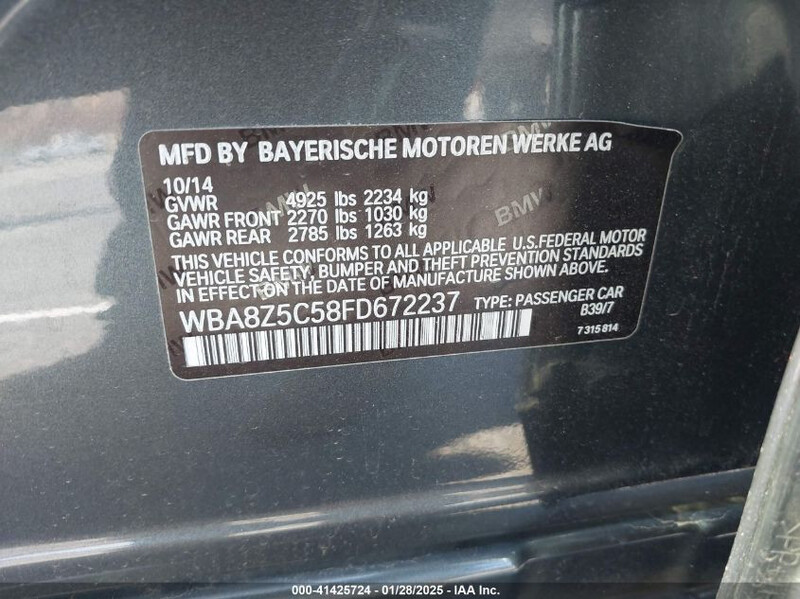 MFD BY BAYERISCHE MOTOREN WERKE AG
10/14
GVWR 4925 lbs 2234 kg
GAWR FRONT 2270 lbs 1030 kg
GAWR REAR 2785 lbs 1263 kg
THIS VEHICLE CONFORMS TO ALL APPLICABLE U.S.FEDERAL MOTOR
VEHICLE SAFETY, BUMPER AND THEFT PREVENTION STANDARDS
IN EFFECT ON THE DATE OF MANUFACTURE SHOWN ABOVE.
WBA8Z5C58FD672237 TYPE: PASSENGER CAR
B39/7
7 315 814
000-41425724 - 01/28/2025 - IAA Inc.